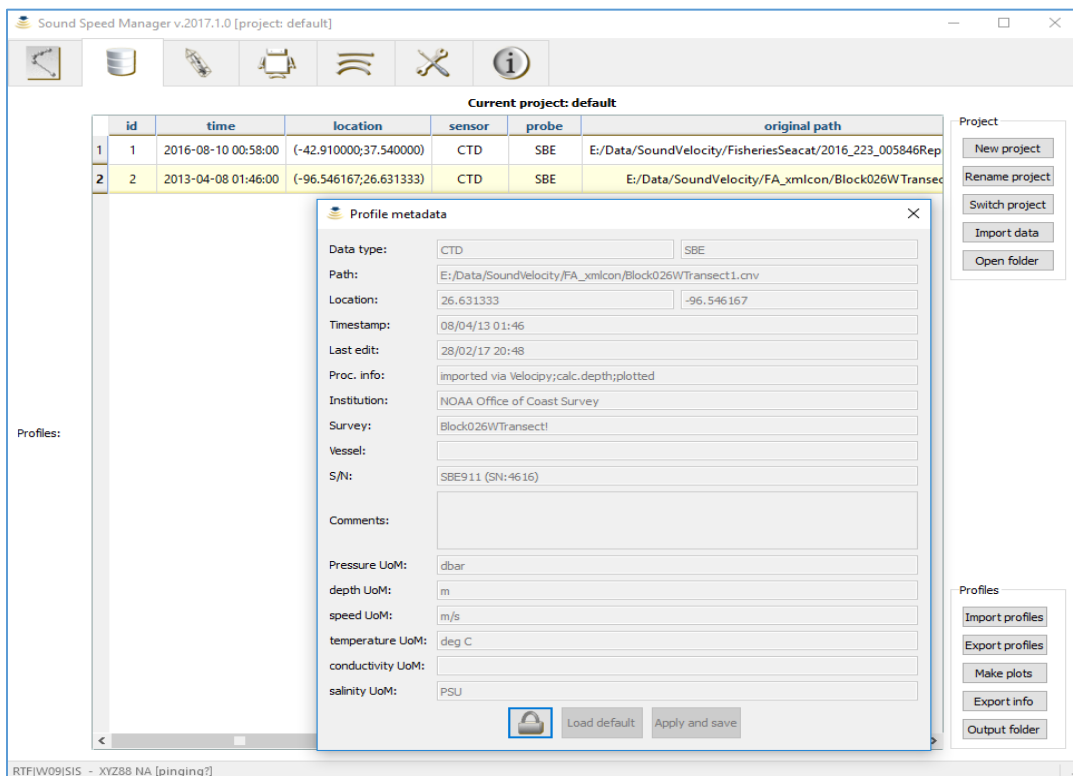 Sound Speed Manager v.2017.1.0 [project: default]
Current project: default
id time location sensor probe original path
1 1 2016-08-10 00:58:00 (-42.910000;37.540000) CTD SBE E:/Data/SoundVelocity/FisheriesSeacat/2016_223_005846Rep
2 2 2013-04-08 01:46:00 (-96.546167;26.631333) CTD SBE E:/Data/SoundVelocity/FA_xmlcon/Block026WTransec
Profiles:
Project
New project
Rename project
Switch project
Import data
Open folder
Profile metadata
Data type: CTD SBE
Path: E:/Data/SoundVelocity/FA_xmlcon/Block026WTransect1.cnv
Location: 26.631333 -96.546167
Timestamp: 08/04/13 01:46
Last edit: 28/02/17 20:48
Proc. info: imported via Velocipy;calc.depth;plotted
Institution: NOAA Office of Coast Survey
Survey: Block026WTransect!
Vessel:
S/N: SBE911 (SN:4616)
Comments:
Pressure UoM: dbar
depth UoM: m
speed UoM: m/s
temperature UoM: deg C
conductivity UoM:
salinity UoM: PSU
Load default Apply and save
Profiles
Import profiles
Export profiles
Make plots
Export info
Output folder
RTF|W09|SIS - XYZ88 NA [pinging?]